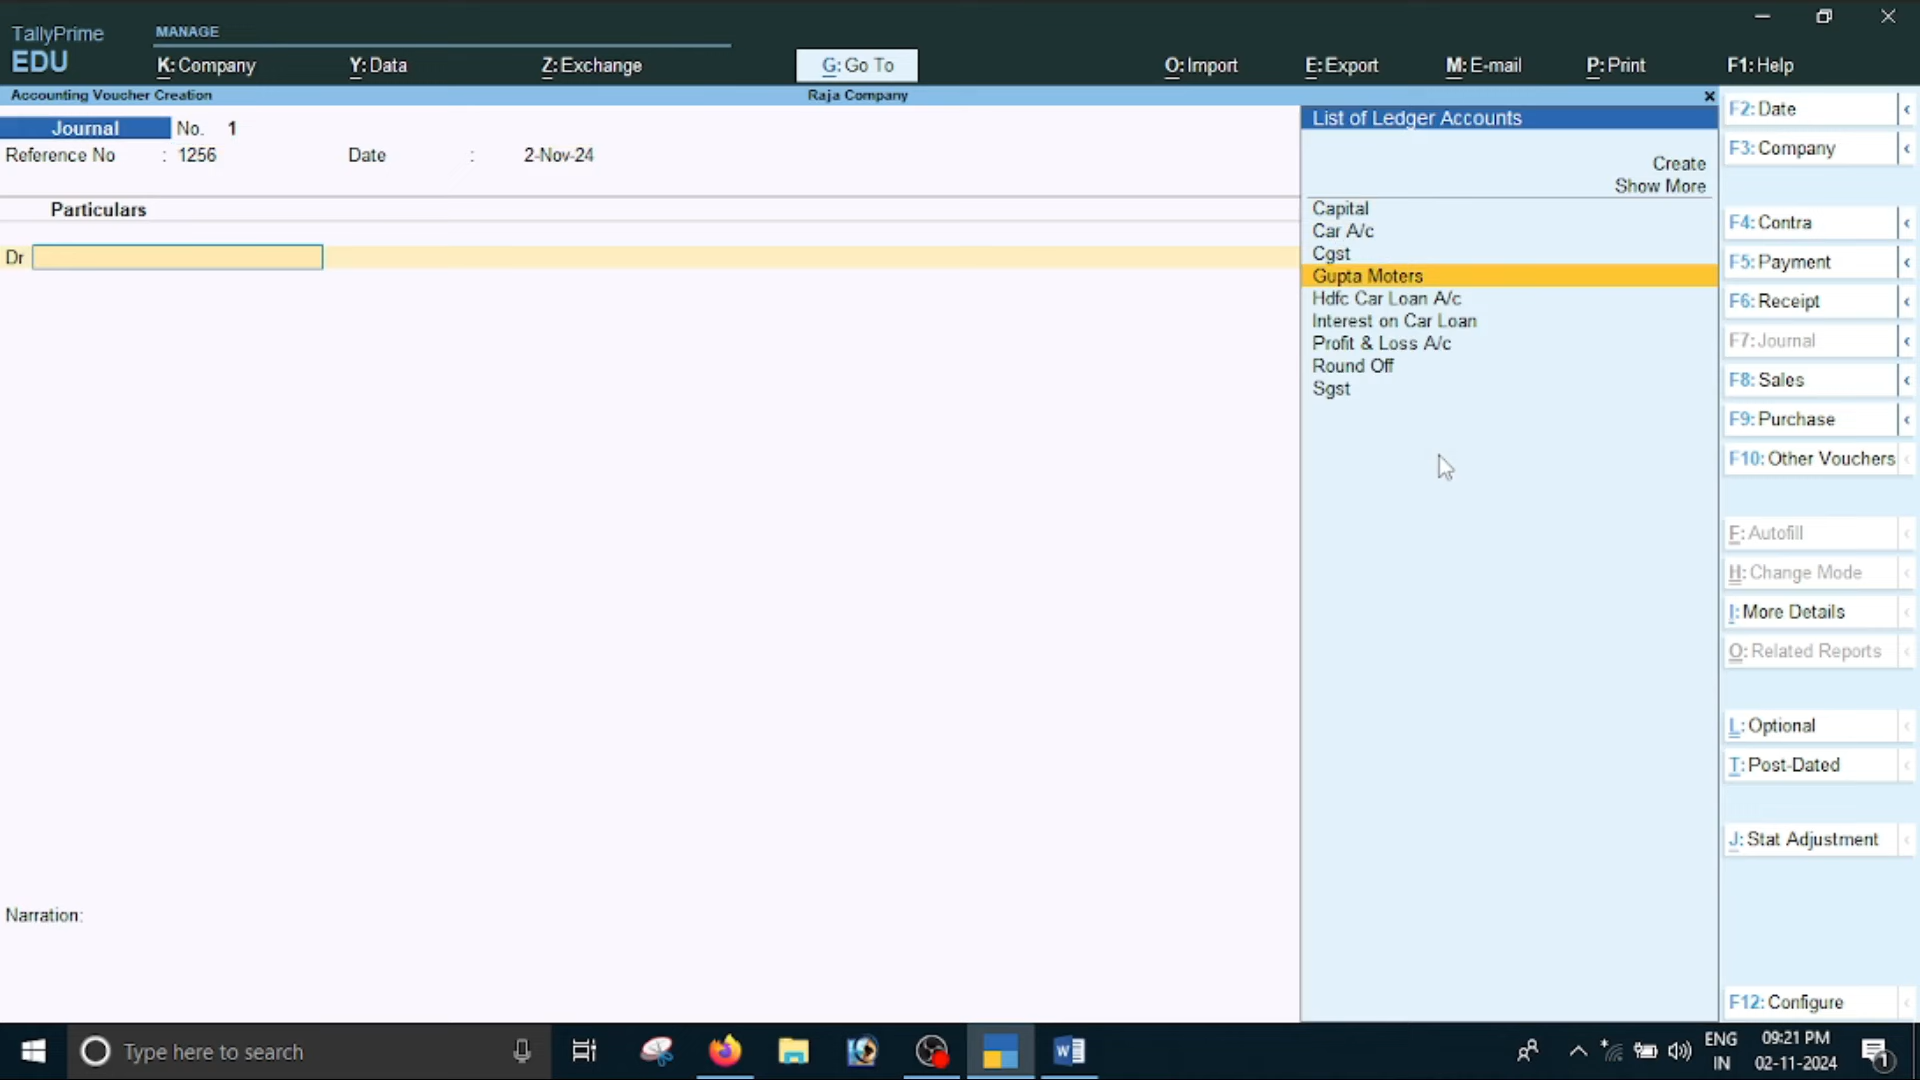 TallyPrime
EDU
MANAGE
K: Company
Y: Data
Z: Exchange
G: Go To
O: Import
E: Export
M: E-mail
P: Print
F1: Help
Accounting Voucher Creation
Raja Company
Journal No. 1
Reference No : 1256 Date : 2-Nov-24
Particulars
Dr
Narration:
List of Ledger Accounts
Create
Show More
Capital
Car A/c
Cgst
Gupta Moters
Hdfc Car Loan A/c
Interest on Car Loan
Profit & Loss A/c
Round Off
Sgst
F2: Date
F3: Company
F4: Contra
F5: Payment
F6: Receipt
F7: Journal
F8: Sales
F9: Purchase
F10: Other Vouchers
F: Autofill
H: Change Mode
I: More Details
O: Related Reports
L: Optional
T: Post-Dated
J: Stat Adjustment
F12: Configure
Type here to search
ENG
IN
09:21 PM
02-11-2024
1